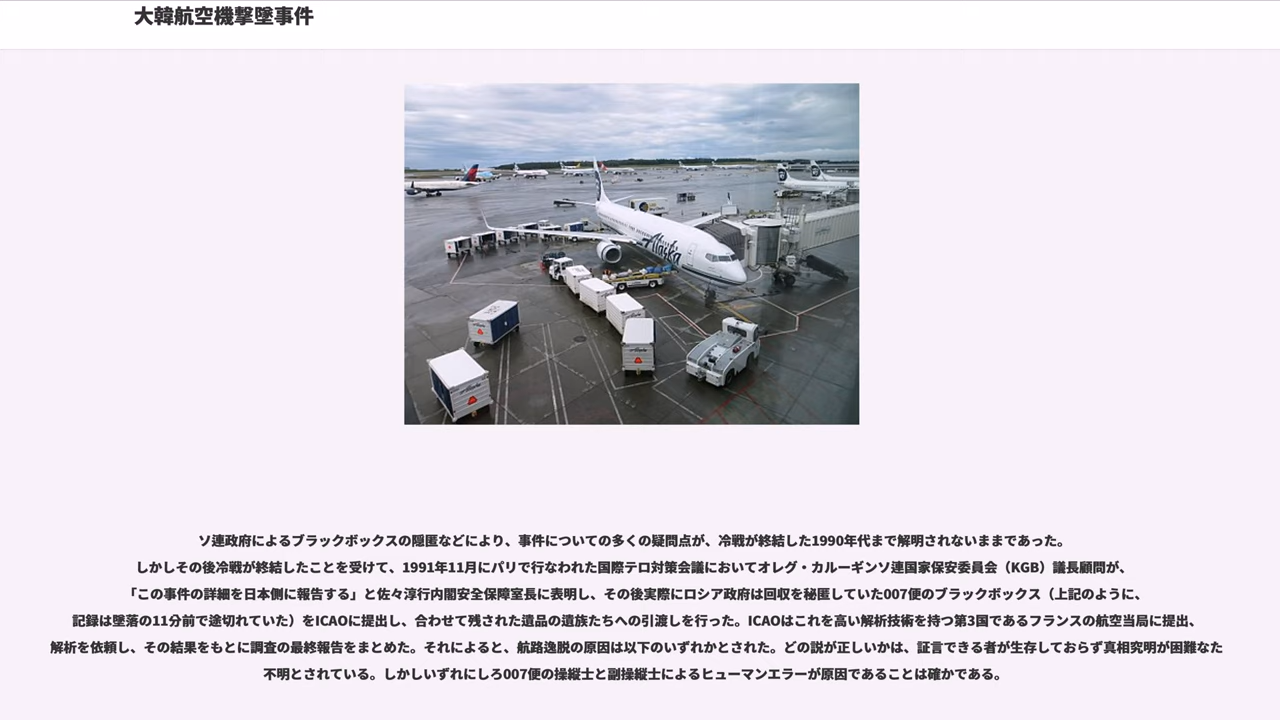 大韓航空機撃墜事件
Alaska
ソ連政府によるブラックボックスの隠匿などにより、事件についての多くの疑問点が、冷戦が終結した1990年代まで解明されないままであった。
しかしその後冷戦が終結したことを受けて、1991年11月にパリで行なわれた国際テロ対策会議においてオレグ・カルーギンソ連国家保安委員会（KGB）議長顧問が、
「この事件の詳細を日本側に報告する」と佐々淳行内閣安全保障室長に表明し、その後実際にロシア政府は回収を秘匿していた007便のブラックボックス（上記のように、
記録は墜落の11分前で途切れていた）をICAOに提出し、合わせて残された遺品の遺族たちへの引渡しを行った。ICAOはこれを高い解析技術を持つ第3国であるフランスの航空当局に提出、
解析を依頼し、その結果をもとに調査の最終報告をまとめた。それによると、航路逸脱の原因は以下のいずれかとされた。どの説が正しいかは、証言できる者が生存しておらず真相究明が困難なた
不明とされている。しかしいずれにしろ007便の操縦士と副操縦士によるヒューマンエラーが原因であることは確かである。